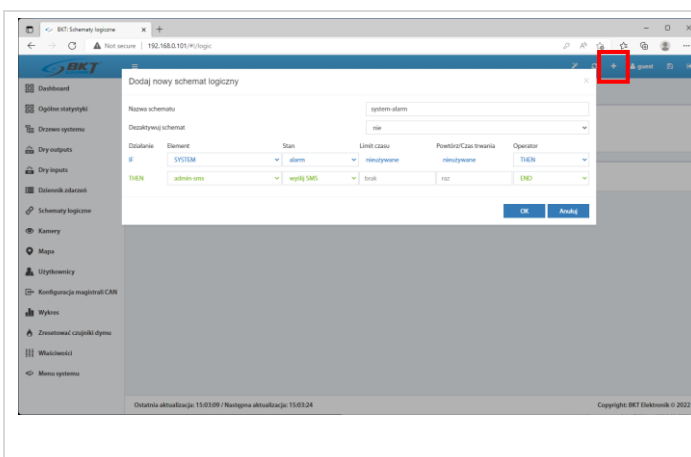 BKT: Schematy logiczne
Not secure | 192.168.0.101/#!/logic
BKT
guest
Dodaj nowy schemat logiczny
Nazwa schematu system-alarm
Dezaktywuj schemat nie
Działanie Element Stan Limit czasu Powtórz/Czas trwania Operator
IF SYSTEM alarm nieużywane nieużywane THEN
THEN admin-sms wyślij SMS brak raz END
OK Anuluj
Dashboard
Ogólne statystyki
Drzewo systemu
Dry outputs
Dry inputs
Dziennik zdarzeń
Schematy logiczne
Kamery
Mapa
Użytkownicy
Konfiguracja magistrali CAN
Wykres
Zresetować czujniki dymu
Właściwości
Menu systemu
Ostatnia aktualizacja: 15:03:09 / Następna aktualizacja: 15:03:24
Copyright: BKT Elektronik © 2022